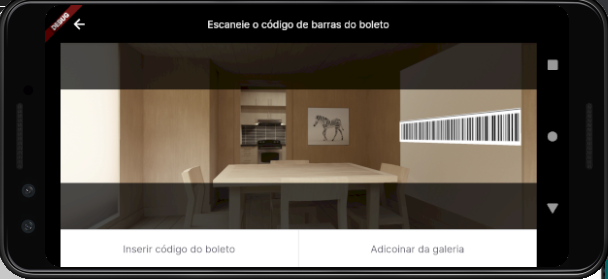 DEBUG
Escaneie o código de barras do boleto
Inserir código do boleto
Adicoinar da galeria